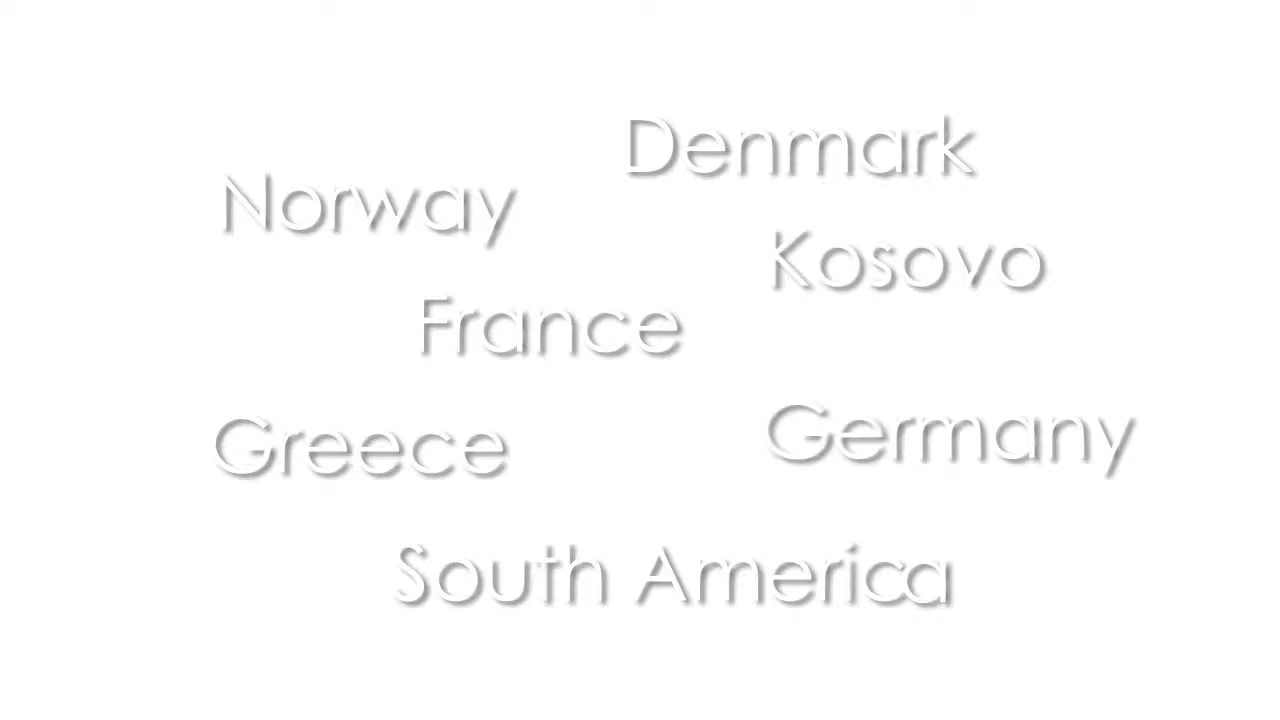 Denmark
Norway
Kosovo
France
Germany
Greece
South America